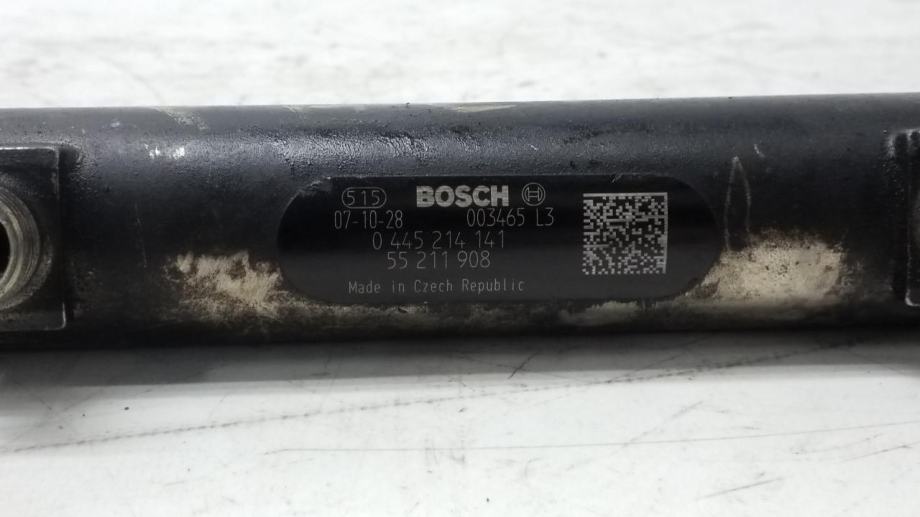 515 BOSCH
07-10-28 003465 L3
0 445 214 141
55 211 908
Made in Czech Republic